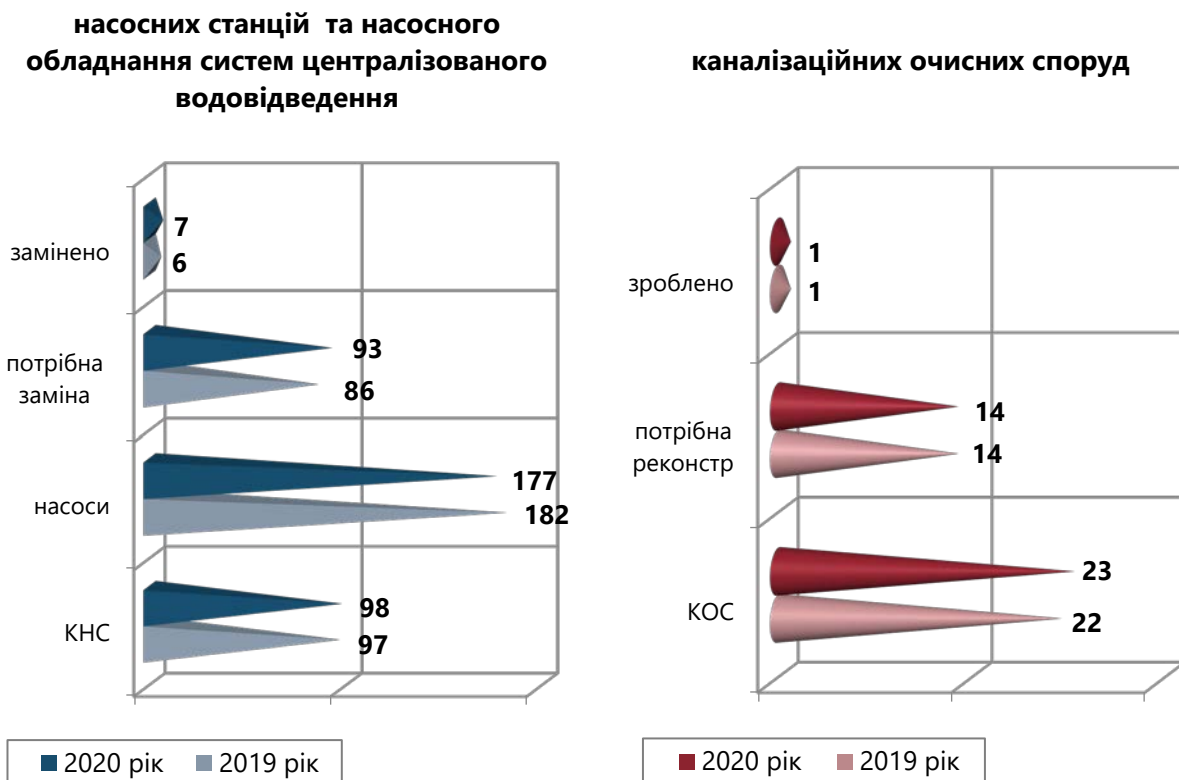 насосних станцій та насосного
обладнання систем централізованого
водовідведення
замінено
7
6
потрібна
заміна
93
86
насоси
177
182
КНС
98
97
2020 рік
2019 рік
каналізаційних очисних споруд
зроблено
1
1
потрібна
реконстр
14
14
КОС
23
22
2020 рік
2019 рік